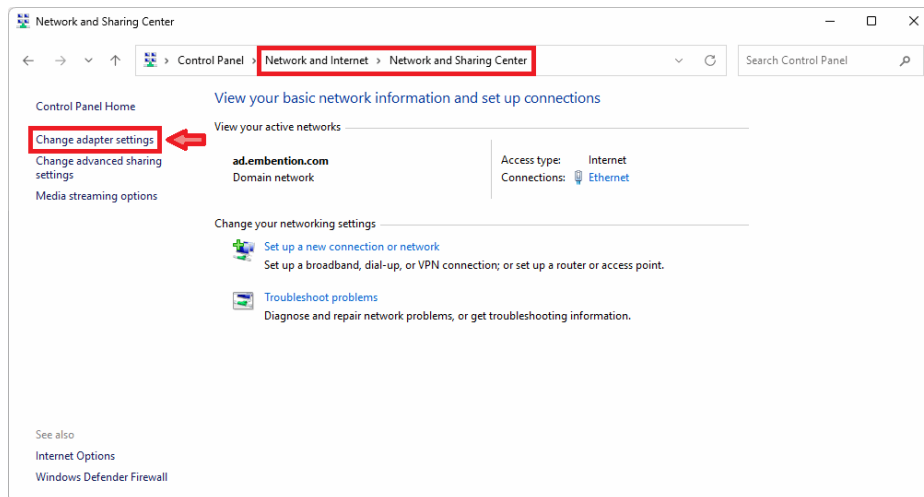 Network and Sharing Center
Control Panel > Network and Internet > Network and Sharing Center
Search Control Panel
Control Panel Home
Change adapter settings
Change advanced sharing
settings
Media streaming options
View your basic network information and set up connections
View your active networks
ad.embention.com
Domain network
Access type: Internet
Connections: Ethernet
Change your networking settings
Set up a new connection or network
Set up a broadband, dial-up, or VPN connection; or set up a router or access point.
Troubleshoot problems
Diagnose and repair network problems, or get troubleshooting information.
See also
Internet Options
Windows Defender Firewall